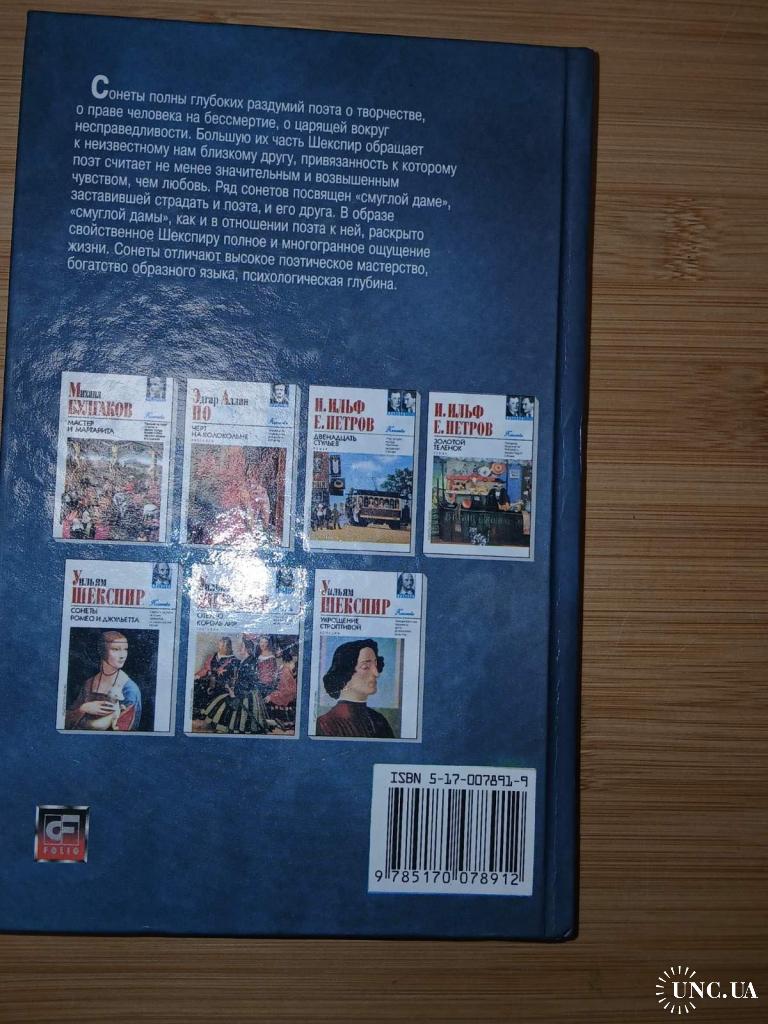 Сонеты полны глубоких раздумий поэта о творчестве,
о праве человека на бессмертие, о царящей вокруг
несправедливости. Большую их часть Шекспир обращает
к неизвестному нам близкому другу, привязанность к которому
поэт считает не менее значительным и возвышенным
чувством, чем любовь. Ряд сонетов посвящен «смуглой даме»,
заставившей страдать и поэта, и его друга. В образе
«смуглой дамы», как и в отношении поэта к ней, раскрыто
свойственное Шекспиру полное и многогранное ощущение
жизни. Сонеты отличают высокое поэтическое мастерство,
богатство образного языка, психологическая глубина.
Михаил
БУЛГАКОВ
МАСТЕР
И МАРГАРИТА
Эдгар Аллан
ПО
ЧЕРТ
НА КОЛОКОЛЬНЕ
И. ИЛЬФ
Е. ПЕТРОВ
ДВЕНАДЦАТЬ
СТУЛЬЕВ
И. ИЛЬФ
Е. ПЕТРОВ
ЗОЛОТОЙ
ТЕЛЕНОК
Уильям
ШЕКСПИР
СОНЕТЫ
РОМЕО И ДЖУЛЬЕТТА
КОРОЛЬ ЛИР
Уильям
ШЕКСПИР
УКРОЩЕНИЕ
СТРОПТИВОЙ
ISBN 5-17-007891-9
9 785170 078912
FOLIO
UNC.UA